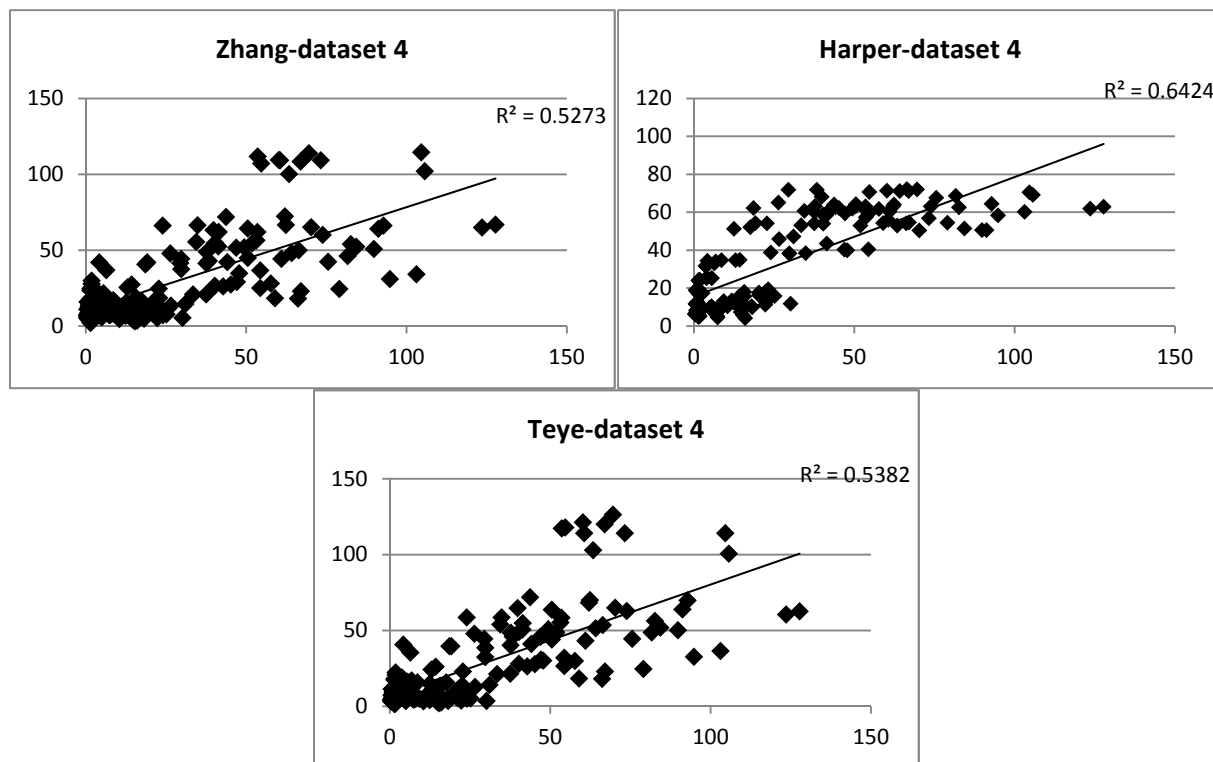 Zhang-dataset 4
R² = 0.5273
150
100
50
0
0 50 100 150
Harper-dataset 4
R² = 0.6424
120
100
80
60
40
20
0
0 50 100 150
Teye-dataset 4
R² = 0.5382
150
100
50
0
0 50 100 150